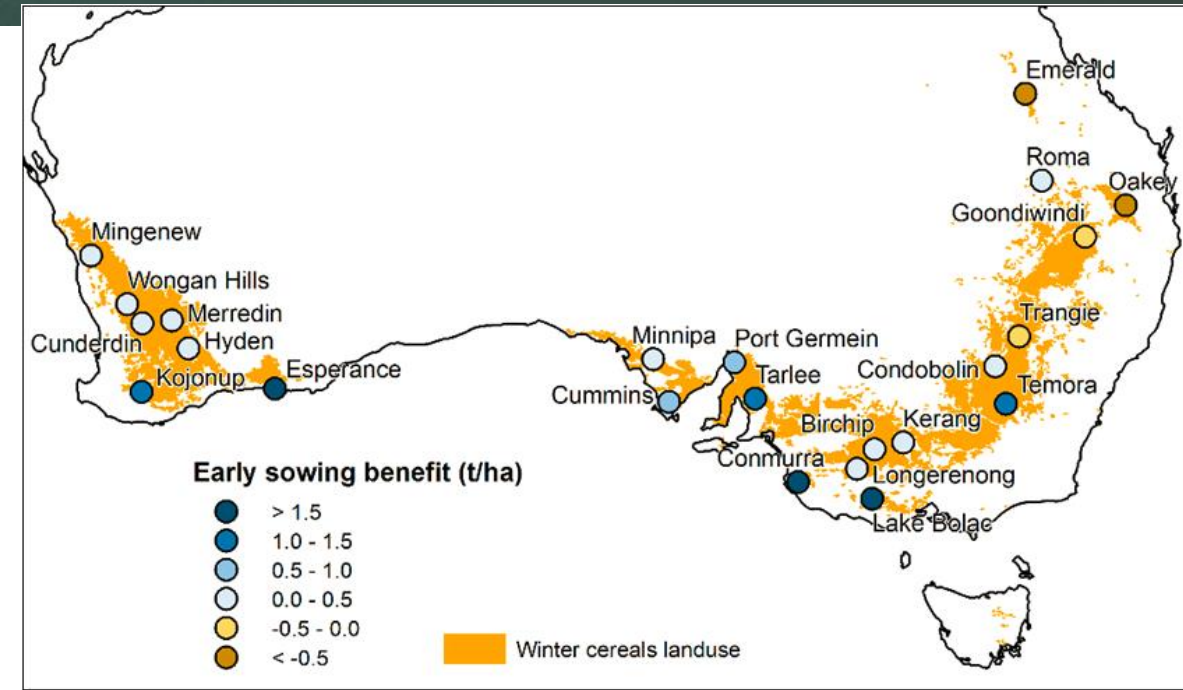 Emerald
Roma
Oakey
Goondiwindi
Mingenew
Wongan Hills
Merredin
Cunderdin
Hyden
Kojonup
Esperance
Minnipa
Port Germein
Trangie
Condobolin
Tarlee
Temora
Cummins
Birchip
Kerang
Conmurra
Longerenong
Lake Bolac
Early sowing benefit (t/ha)
> 1.5
1.0 - 1.5
0.5 - 1.0
0.0 - 0.5
-0.5 - 0.0
< -0.5
Winter cereals landuse